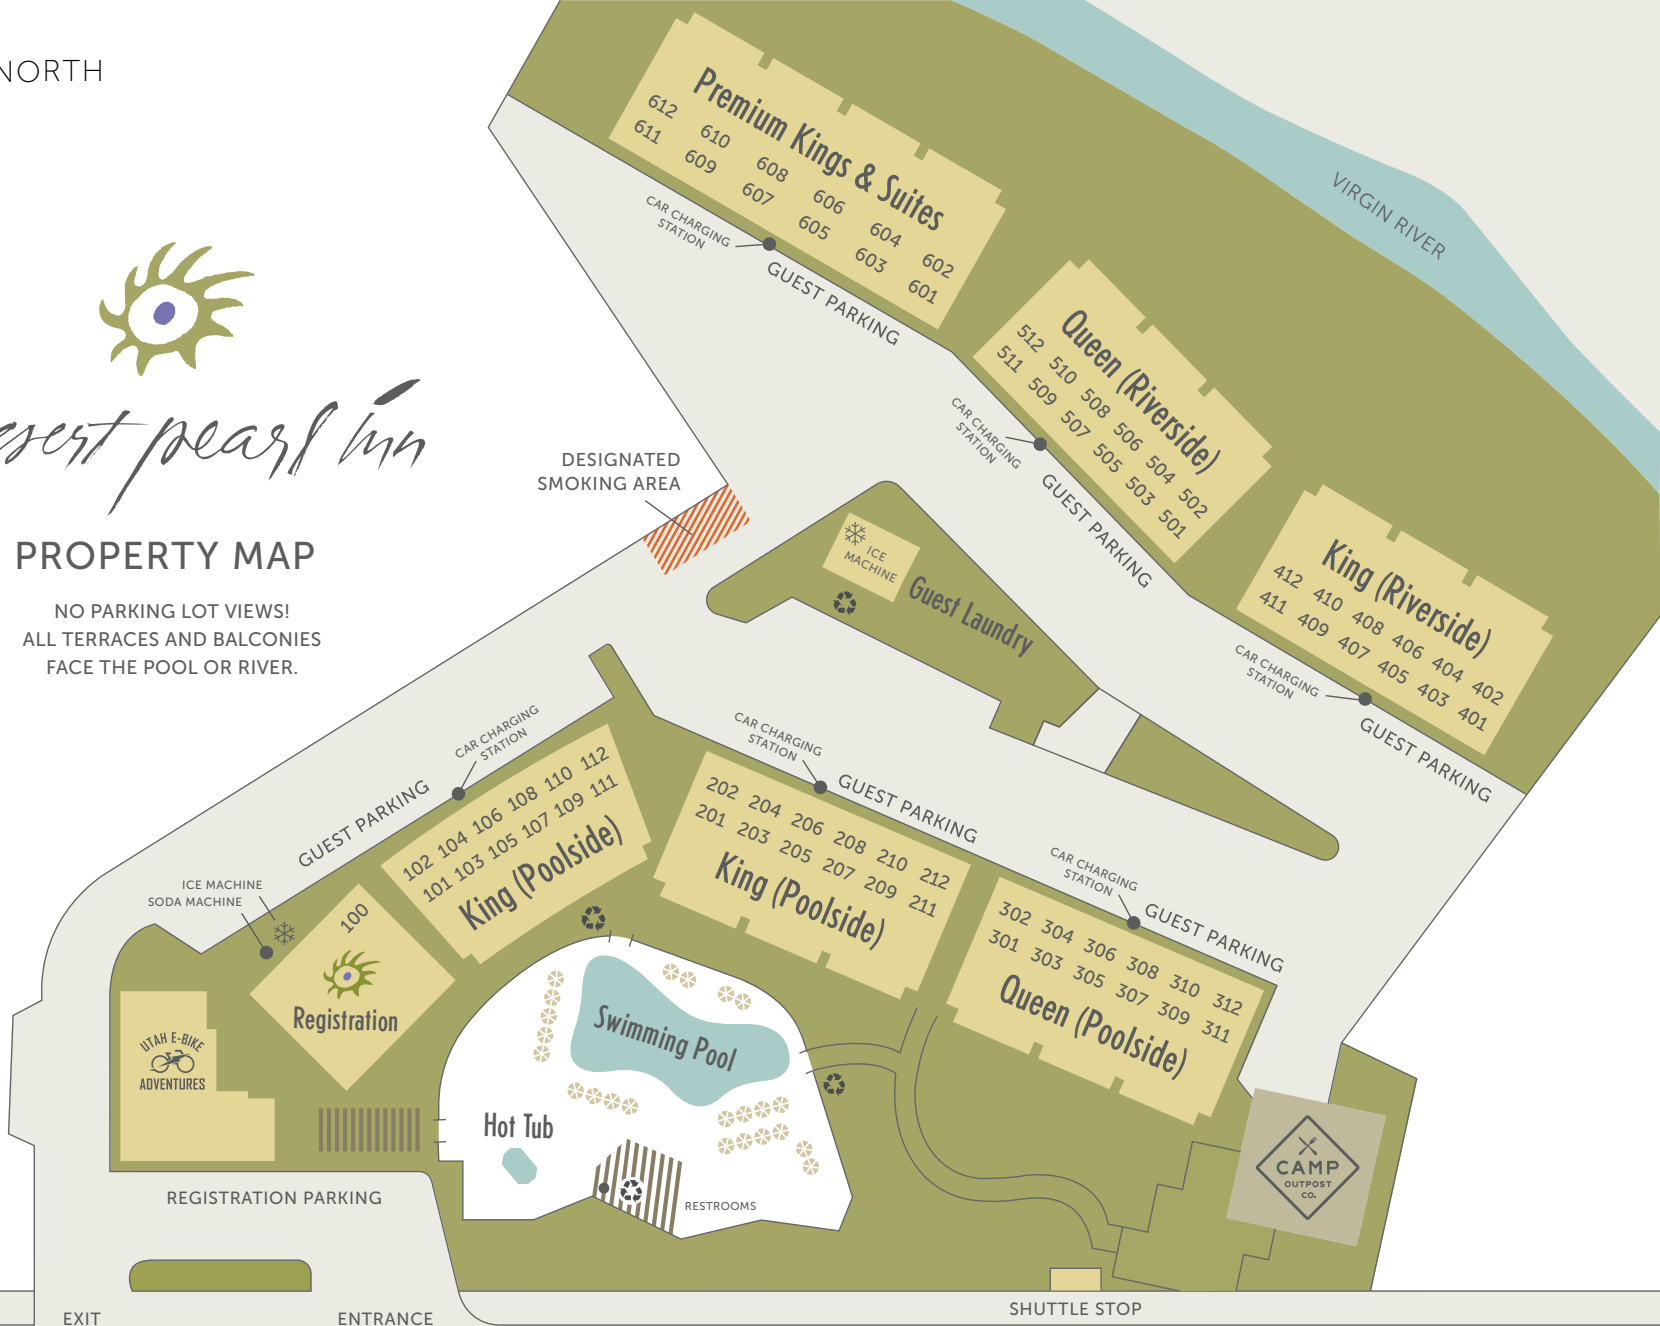 NORTH
desert pearl inn
PROPERTY MAP
NO PARKING LOT VIEWS!
ALL TERRACES AND BALCONIES
FACE THE POOL OR RIVER.
Premium Kings & Suites
612 610 608 606 604 602
611 609 607 605 603 601
CAR CHARGING
STATION
GUEST PARKING
VIRGIN RIVER
Queen (Riverside)
512 510 508 506 504 502
511 509 507 505 503 501
CAR CHARGING
STATION
GUEST PARKING
King (Riverside)
412 410 408 406 404 402
411 409 407 405 403 401
CAR CHARGING
STATION
GUEST PARKING
DESIGNATED
SMOKING AREA
ICE
MACHINE
Guest Laundry
CAR CHARGING
STATION
GUEST PARKING
102 104 106 108 110 112
101 103 105 107 109 111
King (Poolside)
CAR CHARGING
STATION
GUEST PARKING
202 204 206 208 210 212
201 203 205 207 209 211
King (Poolside)
CAR CHARGING
STATION
GUEST PARKING
302 304 306 308 310 312
301 303 305 307 309 311
Queen (Poolside)
ICE MACHINE
SODA MACHINE
100
Registration
UTAH E-BIKE
ADVENTURES
Swimming Pool
Hot Tub
RESTROOMS
CAMP
OUTPOST
CO.
REGISTRATION PARKING
EXIT
ENTRANCE
SHUTTLE STOP